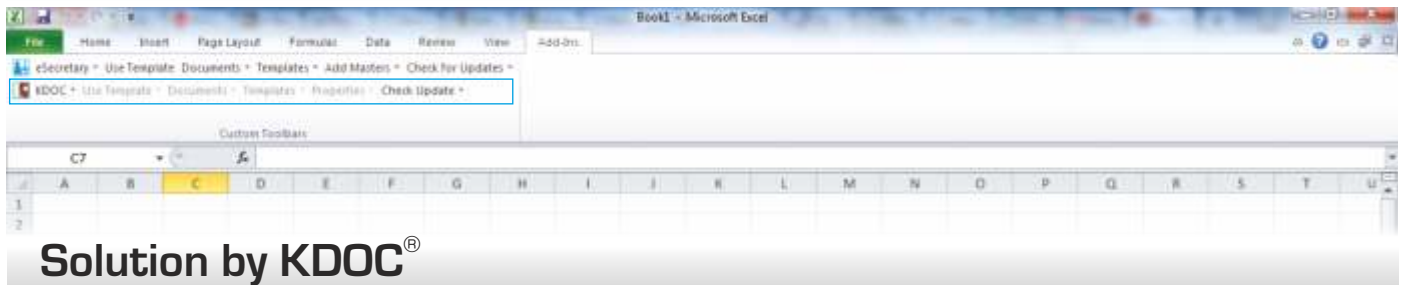 Book1 - Microsoft Excel
File Home Insert Page Layout Formulas Data Review View Add-Ins
eSecretary Use Template Documents Templates Add Masters Check For Updates
KDOC Use Template Documents Templates Properties Check Update
Custom Toolbars
C7 fx
A B C D E F G H I J K L M N O P Q R S T U
1
2
Solution by KDOC®